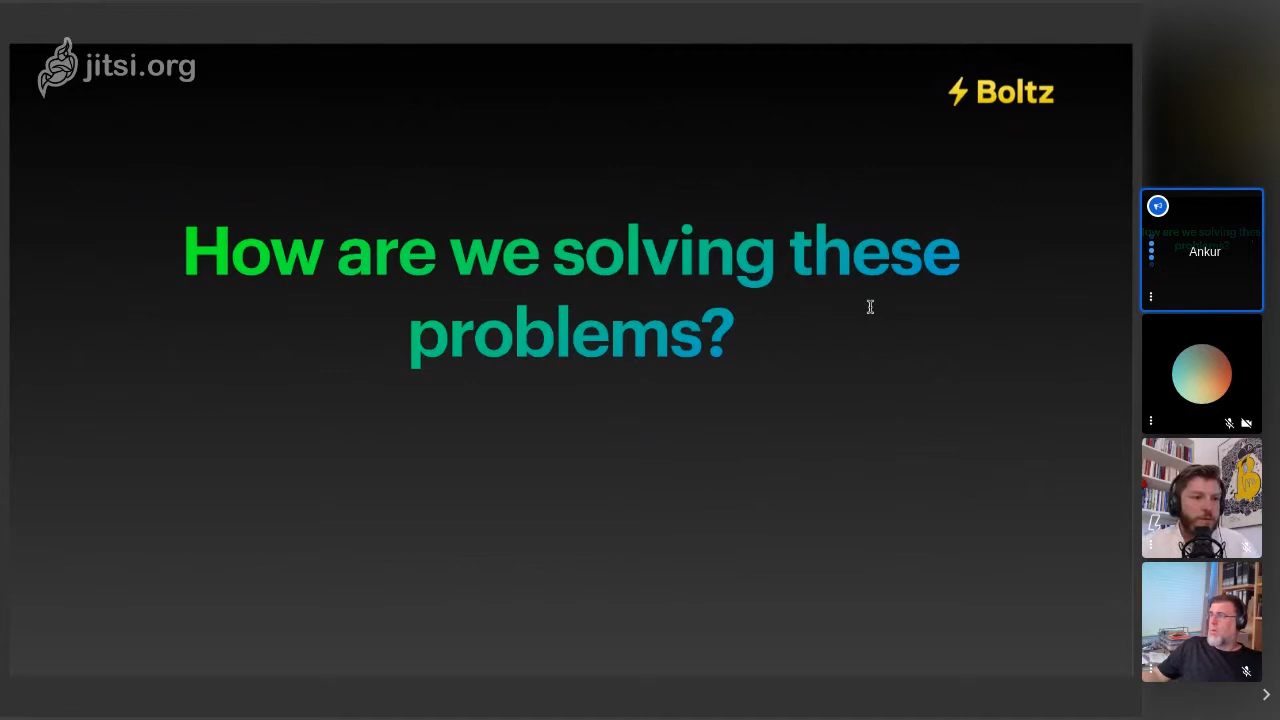 jitsi.org
Boltz
How are we solving these
problems?
Ankur